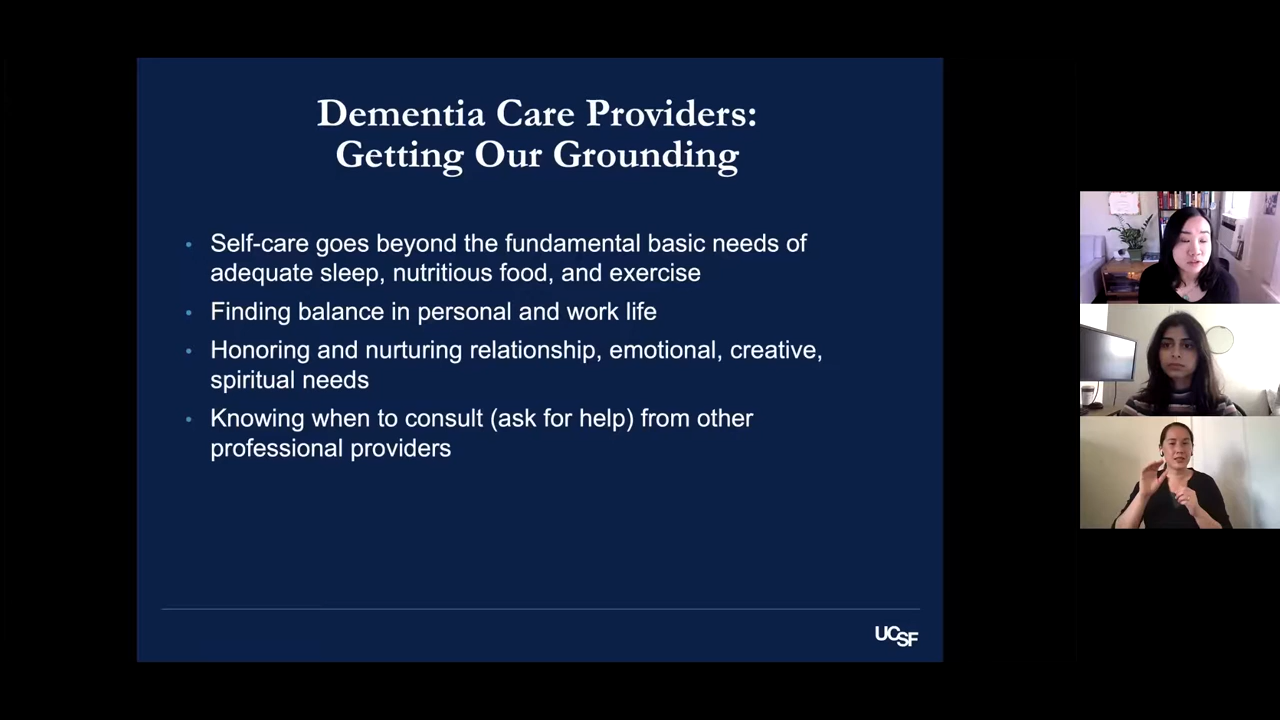 Dementia Care Providers:
Getting Our Grounding
• Self-care goes beyond the fundamental basic needs of
adequate sleep, nutritious food, and exercise
• Finding balance in personal and work life
• Honoring and nurturing relationship, emotional, creative,
spiritual needs
• Knowing when to consult (ask for help) from other
professional providers
UCSF